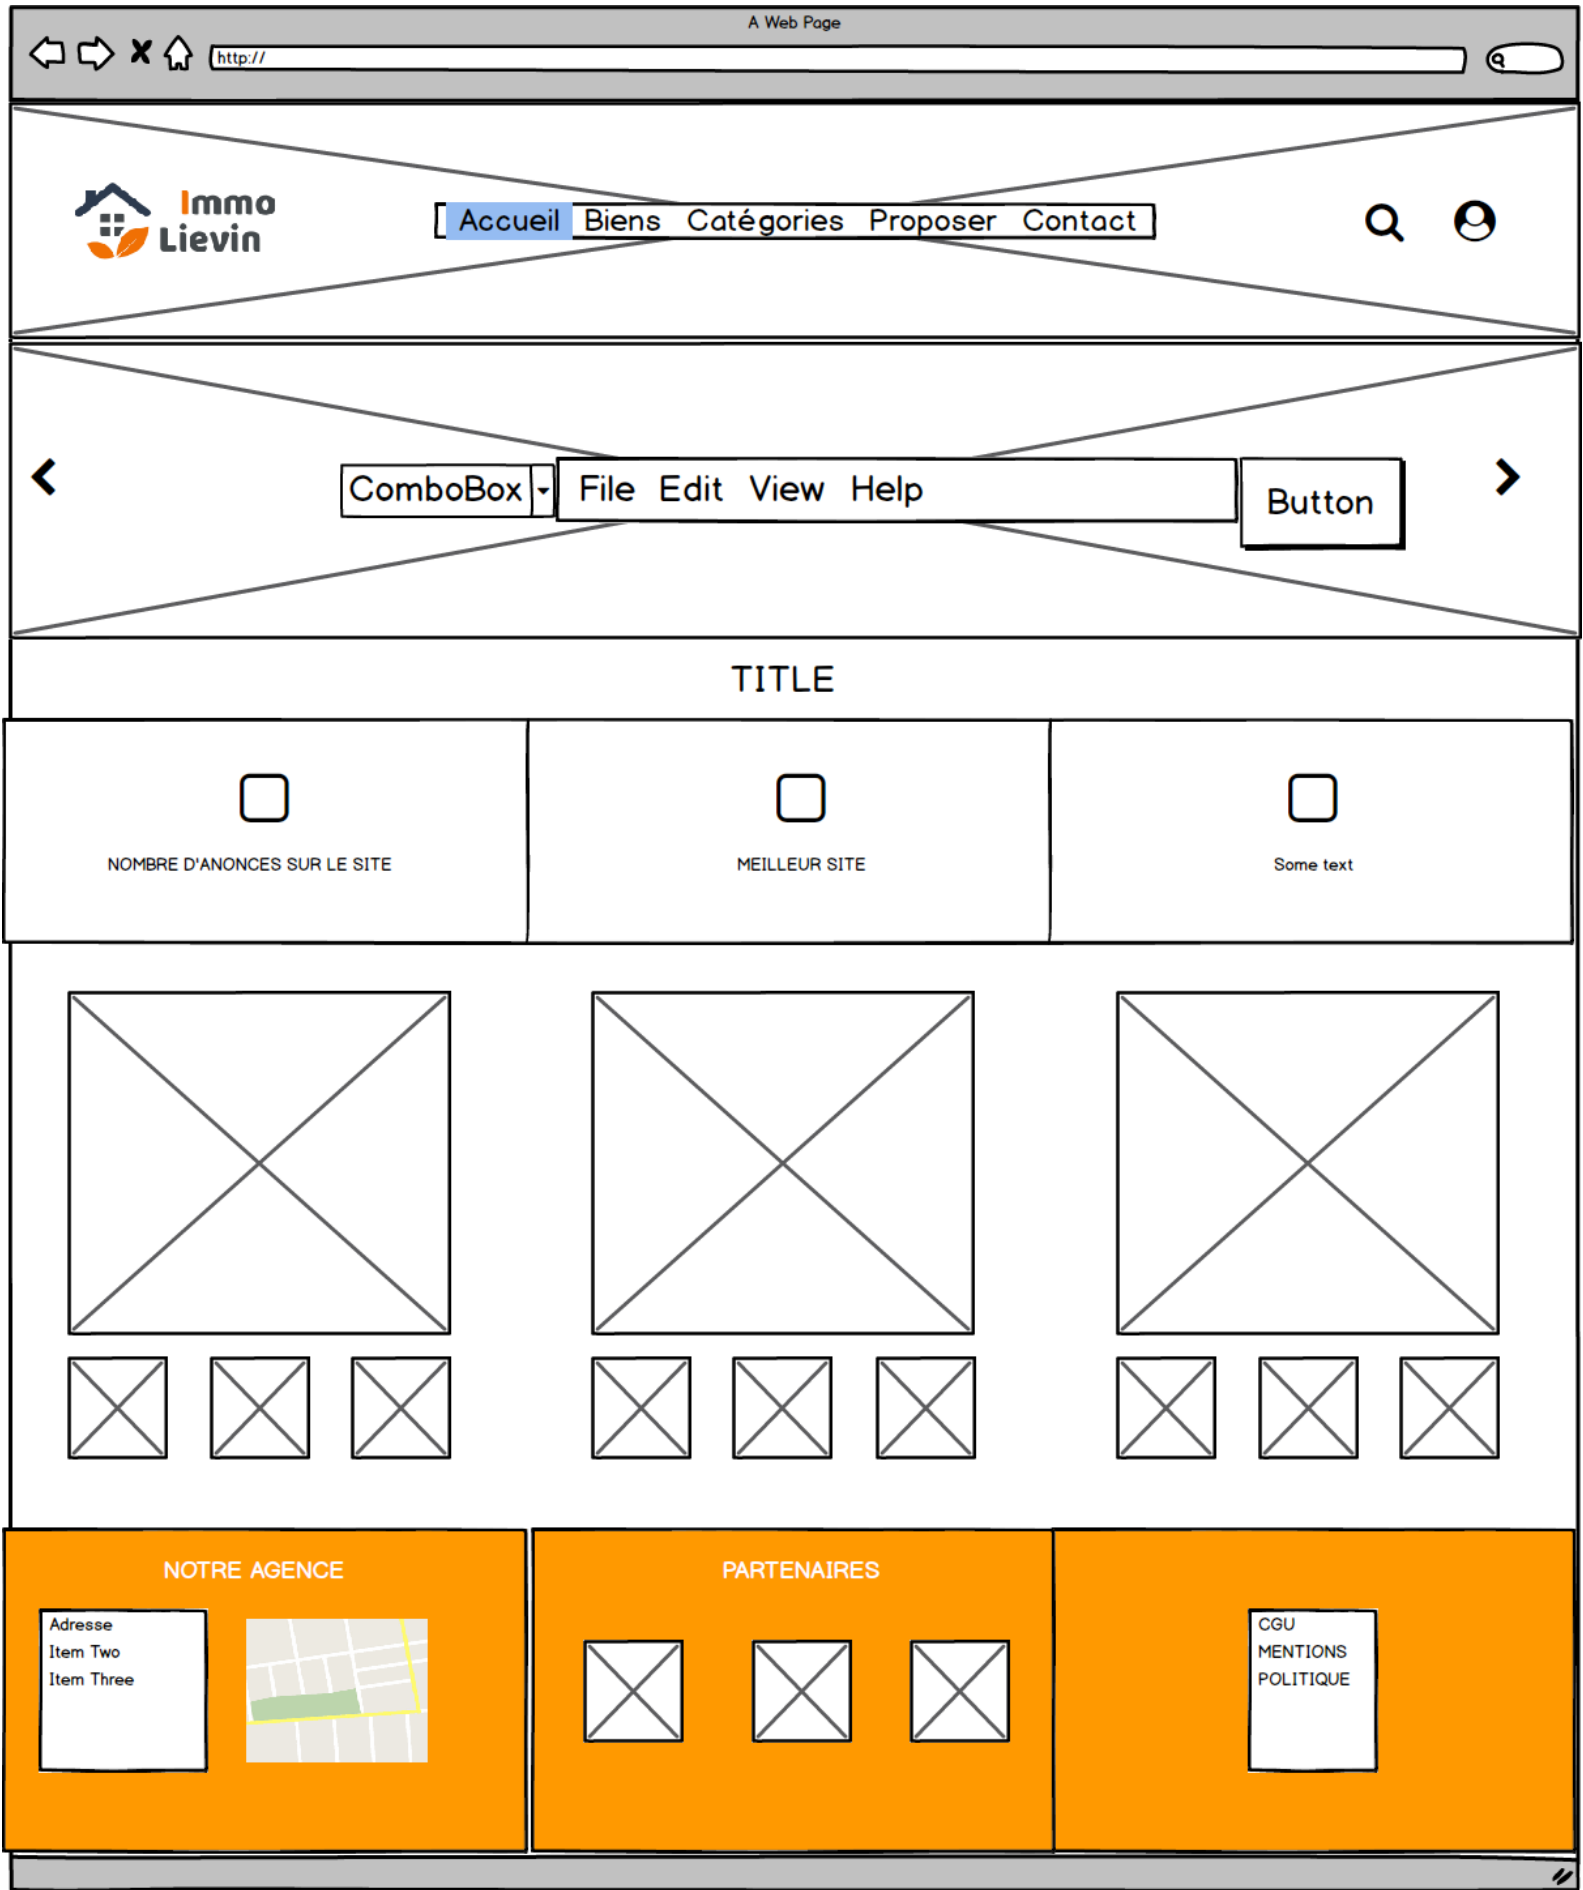 A Web Page
http://
Immo
Lievin
Accueil Biens Catégories Proposer Contact
ComboBox File Edit View Help Button
TITLE
NOMBRE D'ANONCES SUR LE SITE
MEILLEUR SITE
Some text
NOTRE AGENCE
Adresse
Item Two
Item Three
PARTENAIRES
CGU
MENTIONS
POLITIQUE